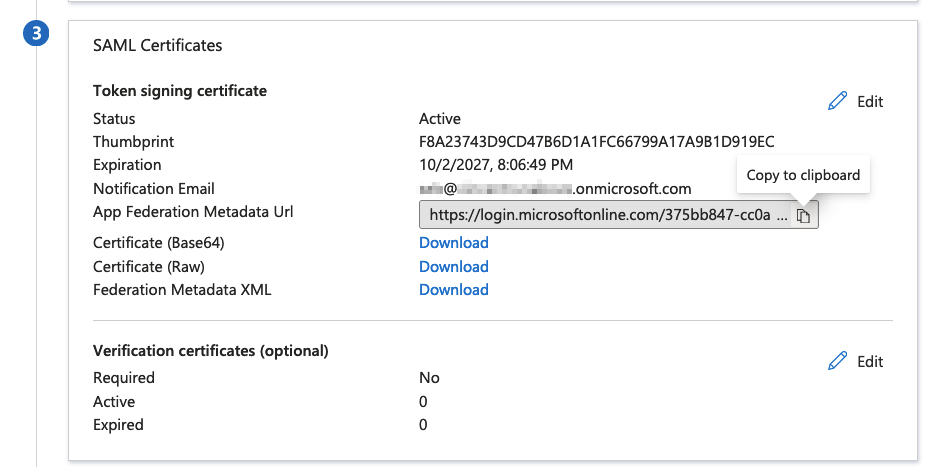 3
SAML Certificates
Token signing certificate
Edit
Status Active
Thumbprint F8A23743D9CD47B6D1A1FC66799A17A9B1D919EC
Expiration 10/2/2027, 8:06:49 PM
Copy to clipboard
Notification Email @ .onmicrosoft.com
App Federation Metadata Url https://login.microsoftonline.com/375bb847-cc0a ...
Certificate (Base64) Download
Certificate (Raw) Download
Federation Metadata XML Download
Verification certificates (optional)
Edit
Required No
Active 0
Expired 0